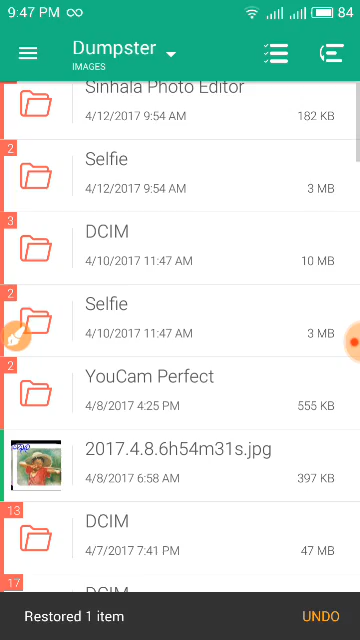 9:47 PM
84
Dumpster
IMAGES
Sinhala Photo Editor
4/12/2017 9:54 AM
182 KB
2
Selfie
4/12/2017 9:54 AM
3 MB
3
DCIM
4/10/2017 11:47 AM
10 MB
2
Selfie
4/10/2017 11:47 AM
3 MB
2
YouCam Perfect
4/8/2017 4:25 PM
555 KB
2017.4.8.6h54m31s.jpg
4/8/2017 6:58 AM
397 KB
13
DCIM
4/7/2017 7:41 PM
47 MB
17
DCIM
Restored 1 item
UNDO